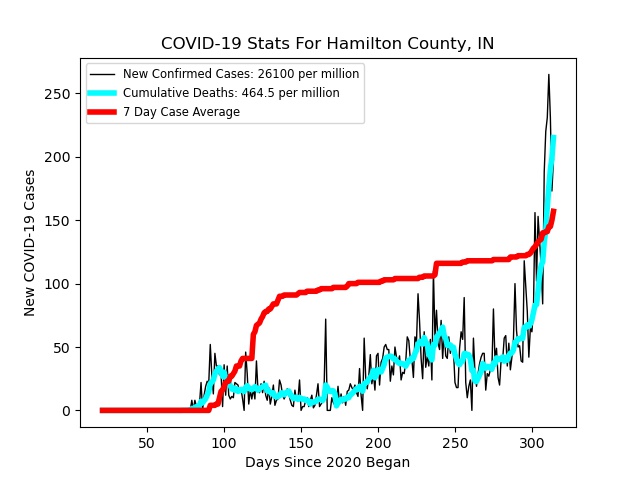 COVID-19 Stats For Hamilton County, IN
New Confirmed Cases: 26100 per million
Cumulative Deaths: 464.5 per million
7 Day Case Average
250
200
150
100
50
0
New COVID-19 Cases
50 100 150 200 250 300
Days Since 2020 Began